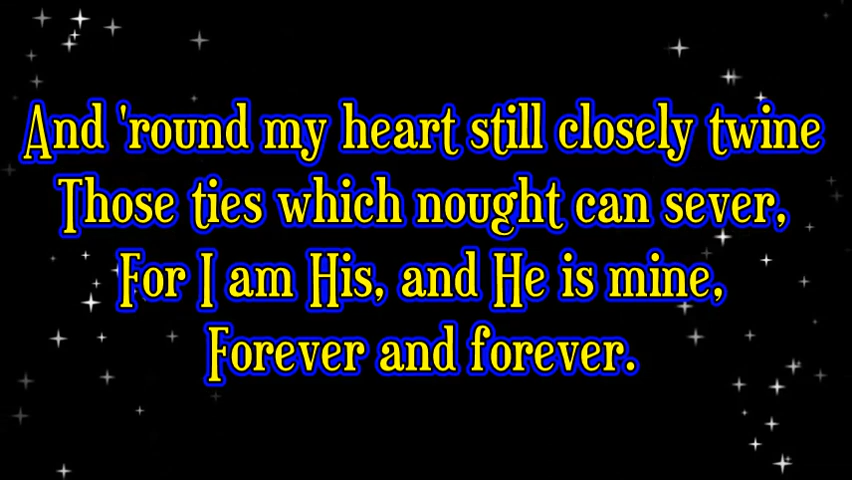 And 'round my heart still closely twine
Those ties which nought can sever,
For I am His, and He is mine,
Forever and forever.